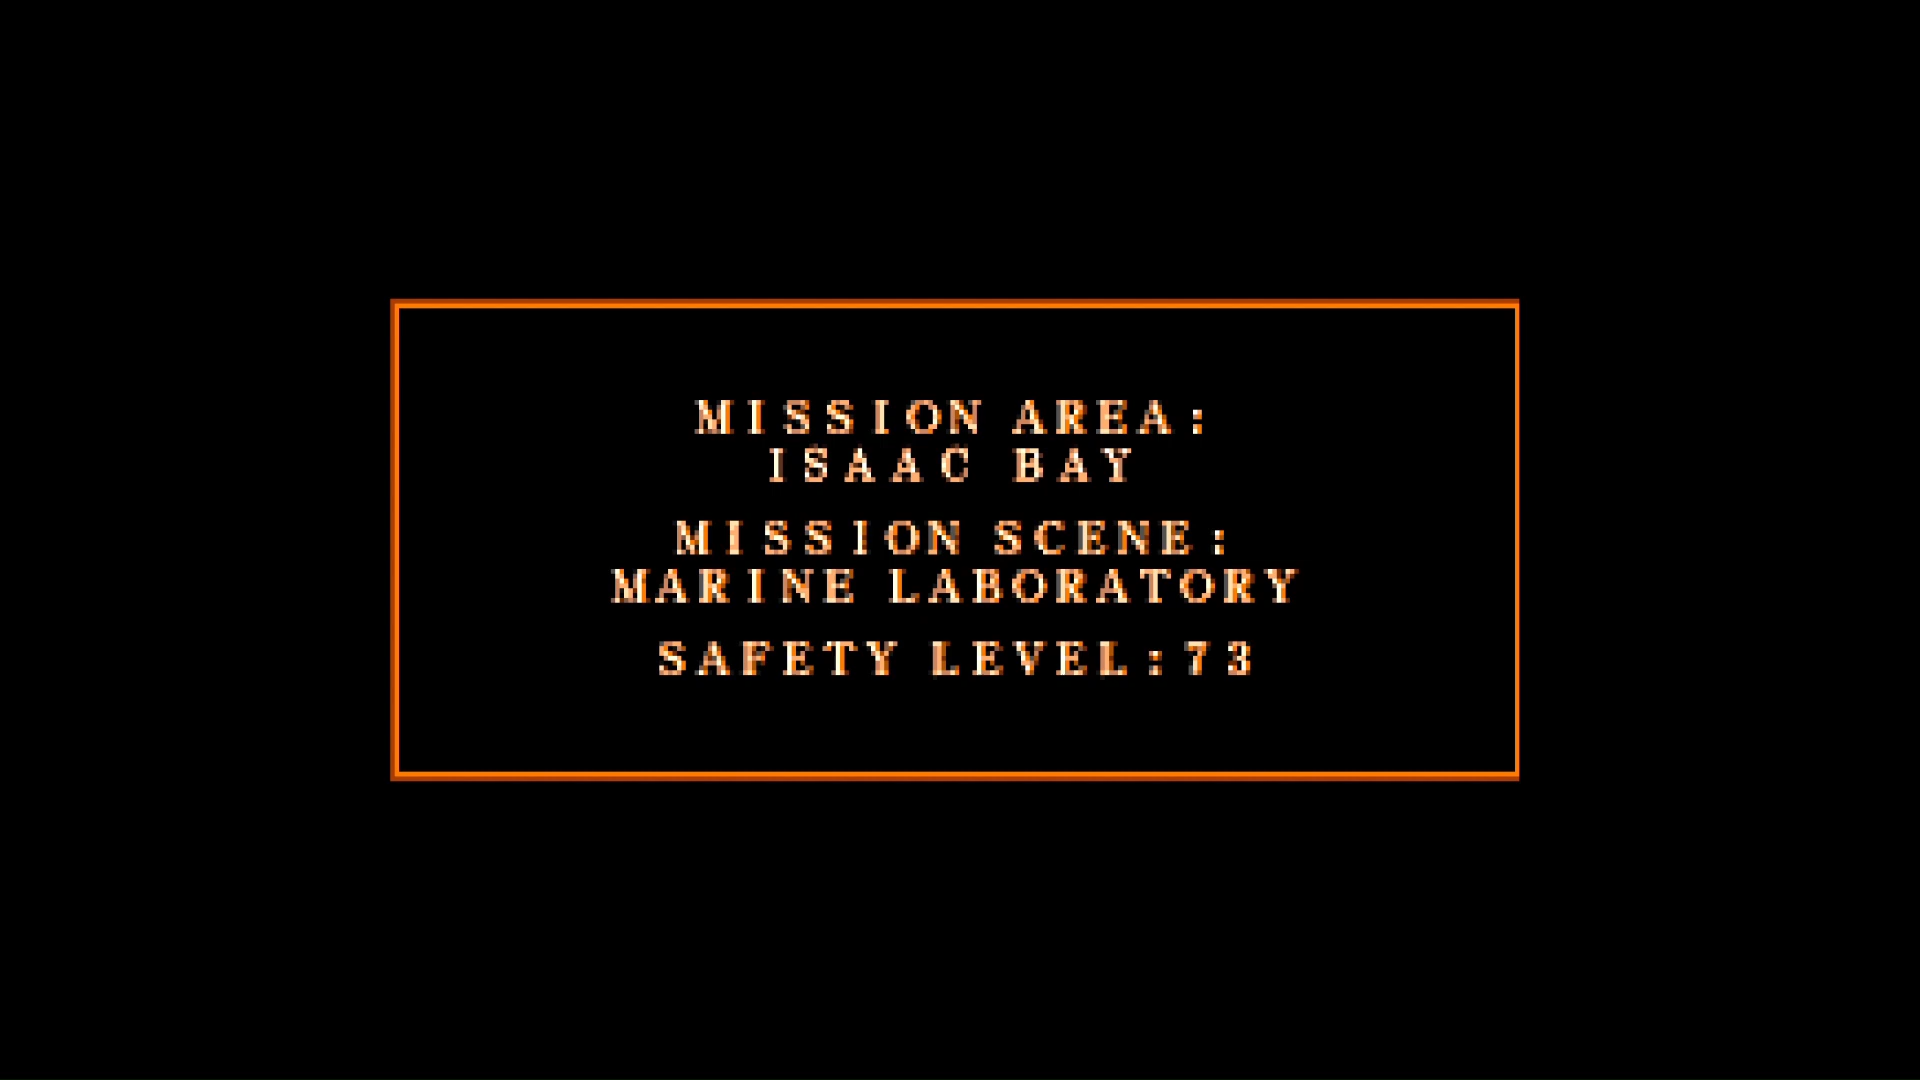 MISSION AREA:
ISAAC BAY
MISSION SCENE:
MARINE LABORATORY
SAFETY LEVEL:73